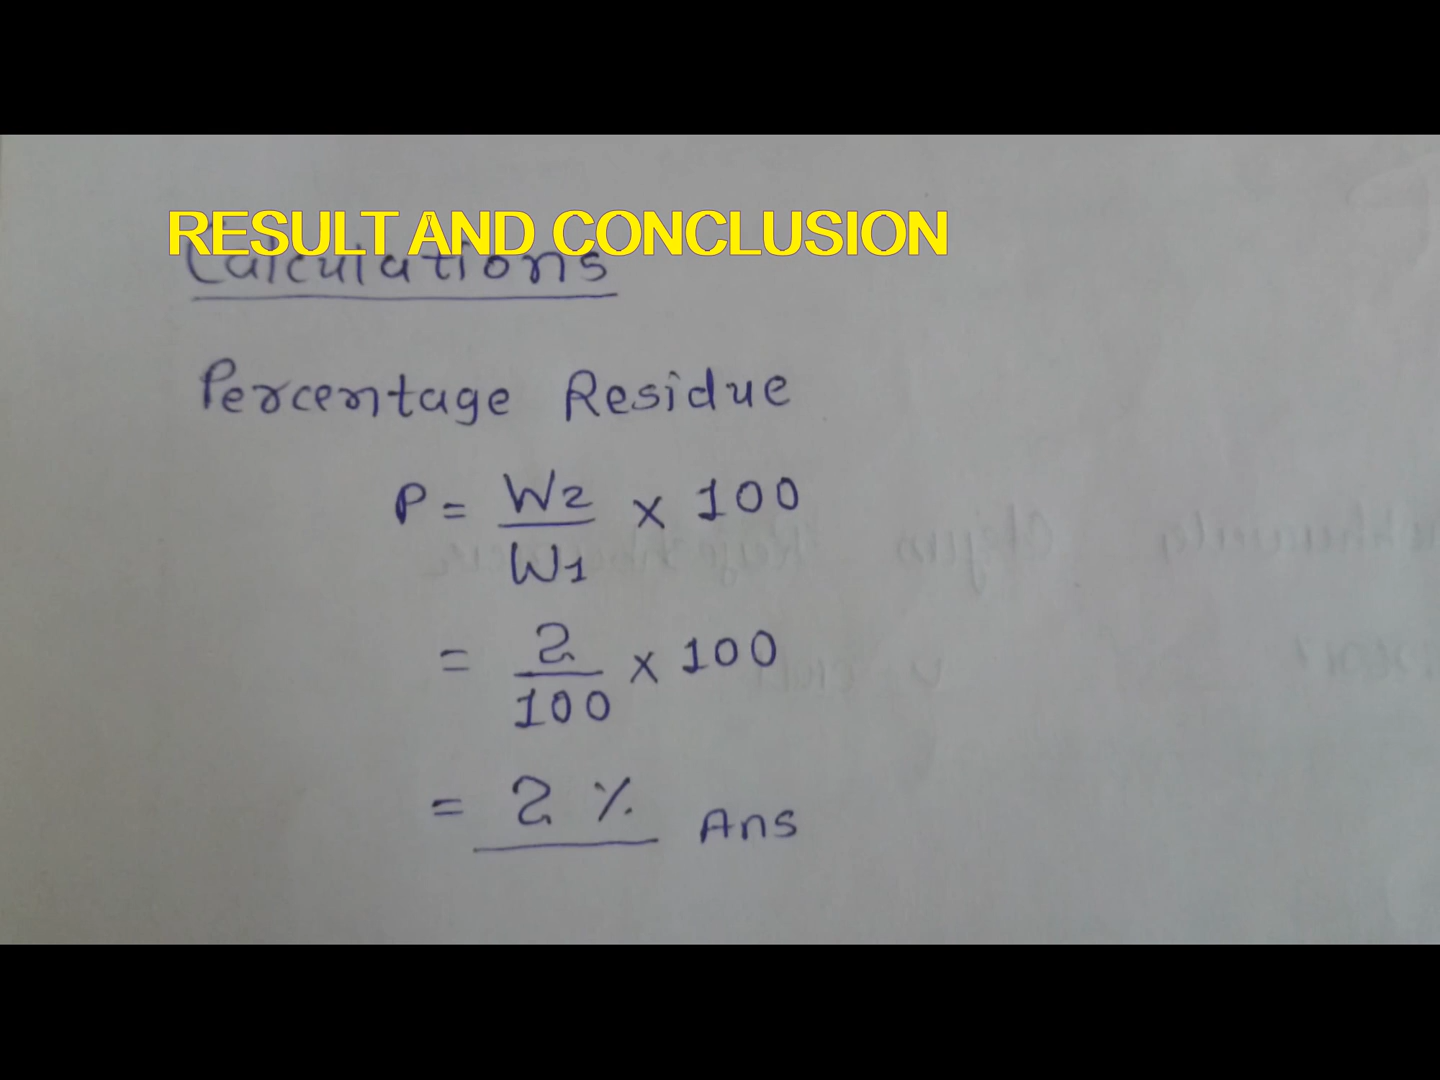 RESULT AND CONCLUSION
Calculations
Percentage Residue
P = W2/W1 × 100
= 2/100 × 100
= 2 % Ans